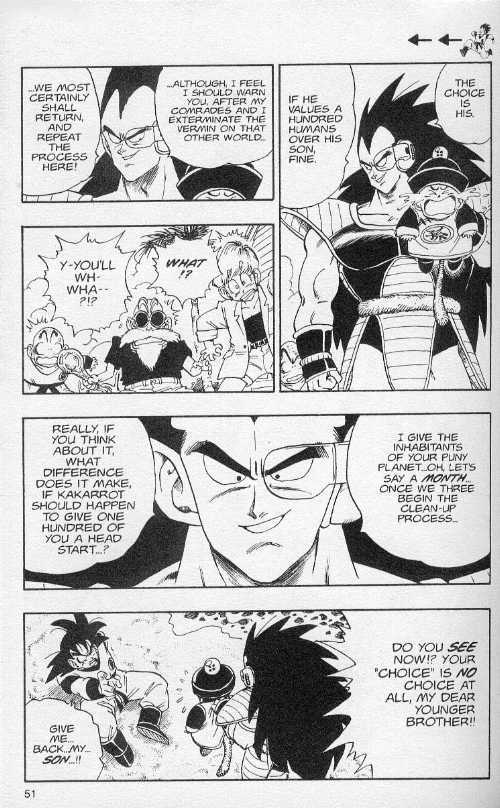 THE
CHOICE
IS
HIS.
IF HE
VALUES A
HUNDRED
HUMANS
OVER HIS
SON,
FINE.
...ALTHOUGH, I FEEL
I SHOULD WARN
YOU, AFTER MY
COMRADES AND I
EXTERMINATE THE
VERMIN ON THAT
OTHER WORLD...
...WE MOST
CERTAINLY
SHALL
RETURN,
AND
REPEAT
THE
PROCESS
HERE!
WHAT
!?
Y-YOU'LL
WH-
WHA--
?!?
I GIVE THE
INHABITANTS
OF YOUR PUNY
PLANET...OH, LET'S
SAY A MONTH...
ONCE WE THREE
BEGIN THE
CLEAN-UP
PROCESS...
REALLY, IF
YOU THINK
ABOUT IT,
WHAT
DIFFERENCE
DOES IT MAKE,
IF KAKARROT
SHOULD HAPPEN
TO GIVE ONE
HUNDRED OF
YOU A HEAD
START...?
DO YOU SEE
NOW!? YOUR
"CHOICE" IS NO
CHOICE AT
ALL, MY DEAR
YOUNGER
BROTHER!!
GIVE
ME...
BACK...MY...
SON...!!
51